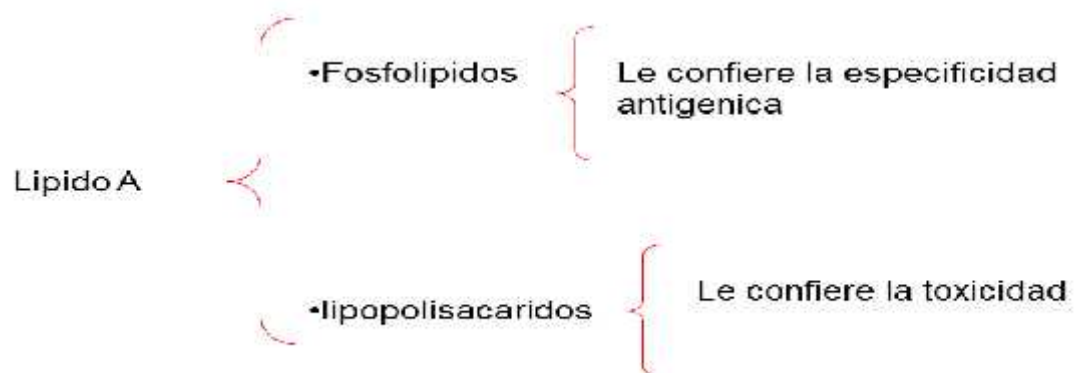 •Fosfolipidos
Le confiere la especificidad
antigenica
Lipido A
•lipopolisacaridos
Le confiere la toxicidad